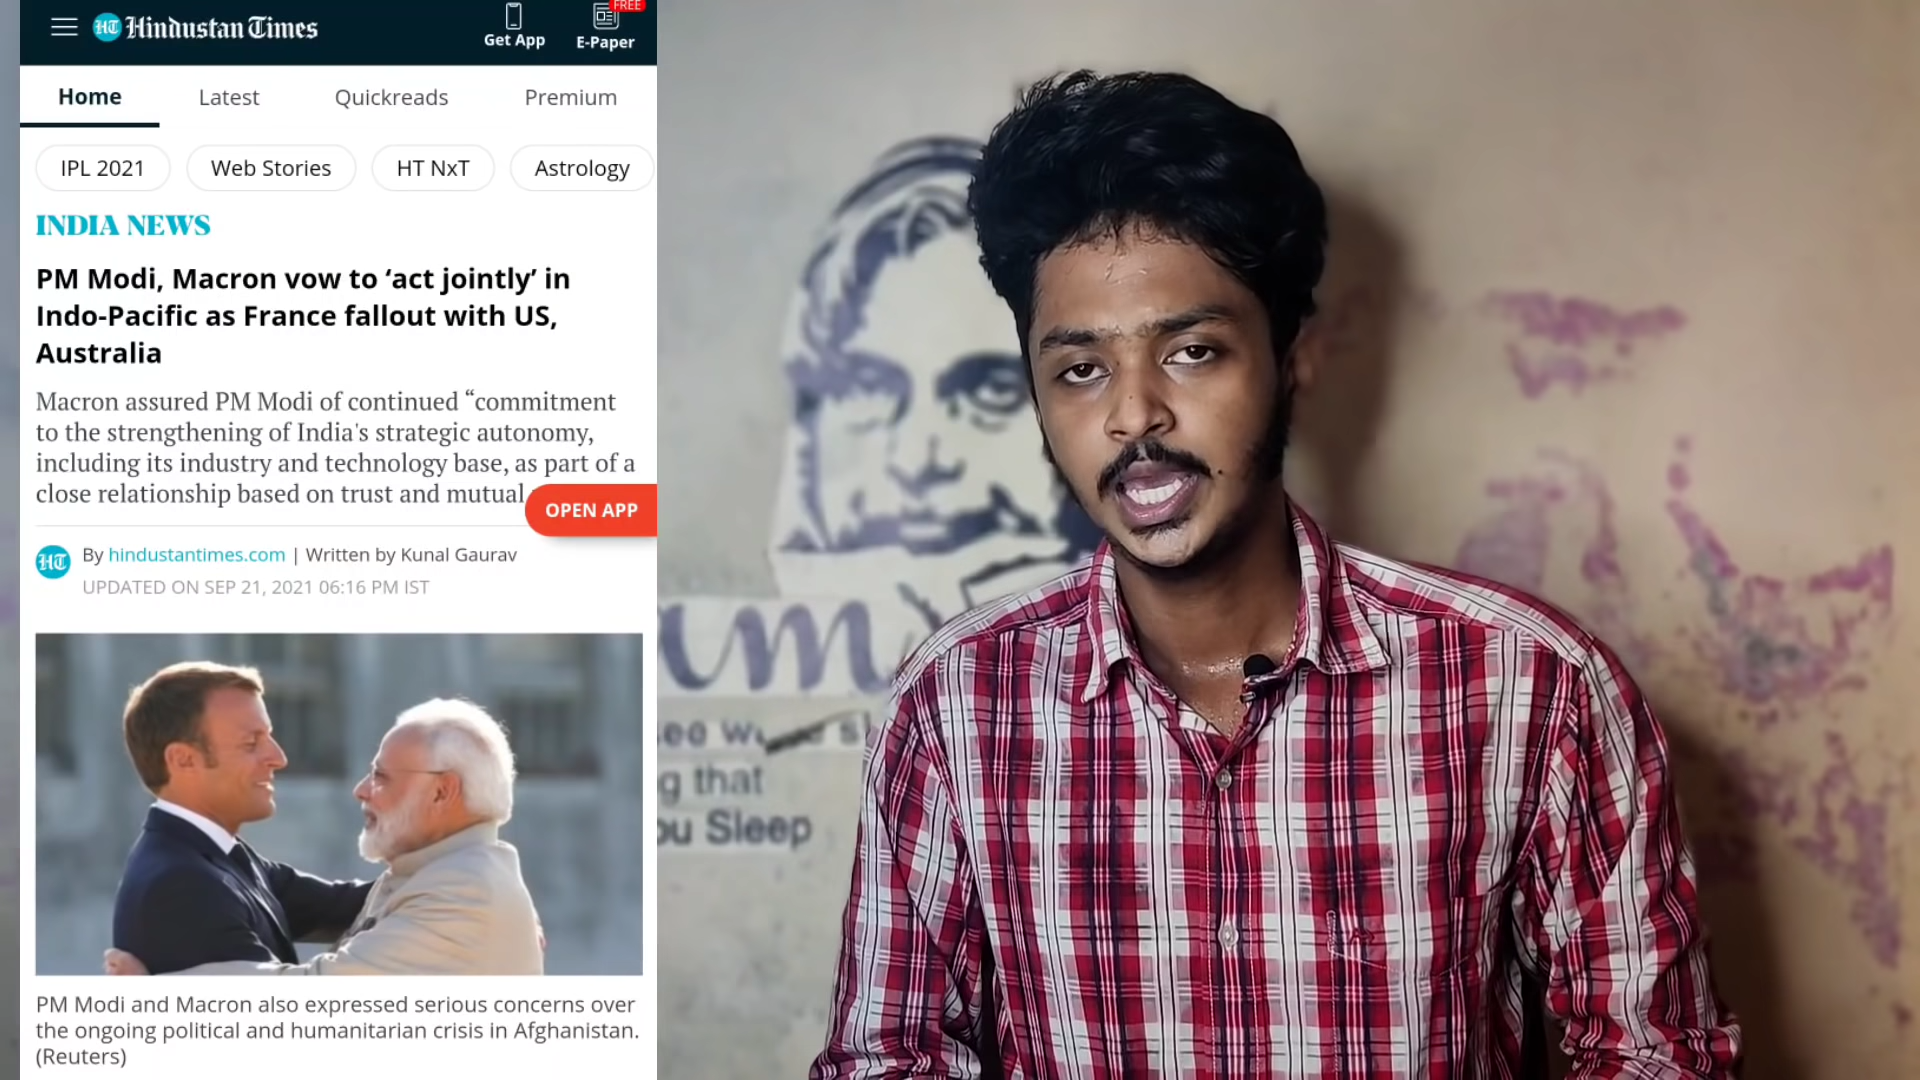 Hindustan Times
Get App
FREE
E-Paper
Home
Latest
Quickreads
Premium
IPL 2021
Web Stories
HT NxT
Astrology
INDIA NEWS
PM Modi, Macron vow to ‘act jointly’ in
Indo-Pacific as France fallout with US,
Australia
Macron assured PM Modi of continued “commitment
to the strengthening of India's strategic autonomy,
including its industry and technology base, as part of a
close relationship based on trust and mutual
OPEN APP
HT
By hindustantimes.com | Written by Kunal Gaurav
UPDATED ON SEP 21, 2021 06:16 PM IST
PM Modi and Macron also expressed serious concerns over
the ongoing political and humanitarian crisis in Afghanistan.
(Reuters)
that
Sleep